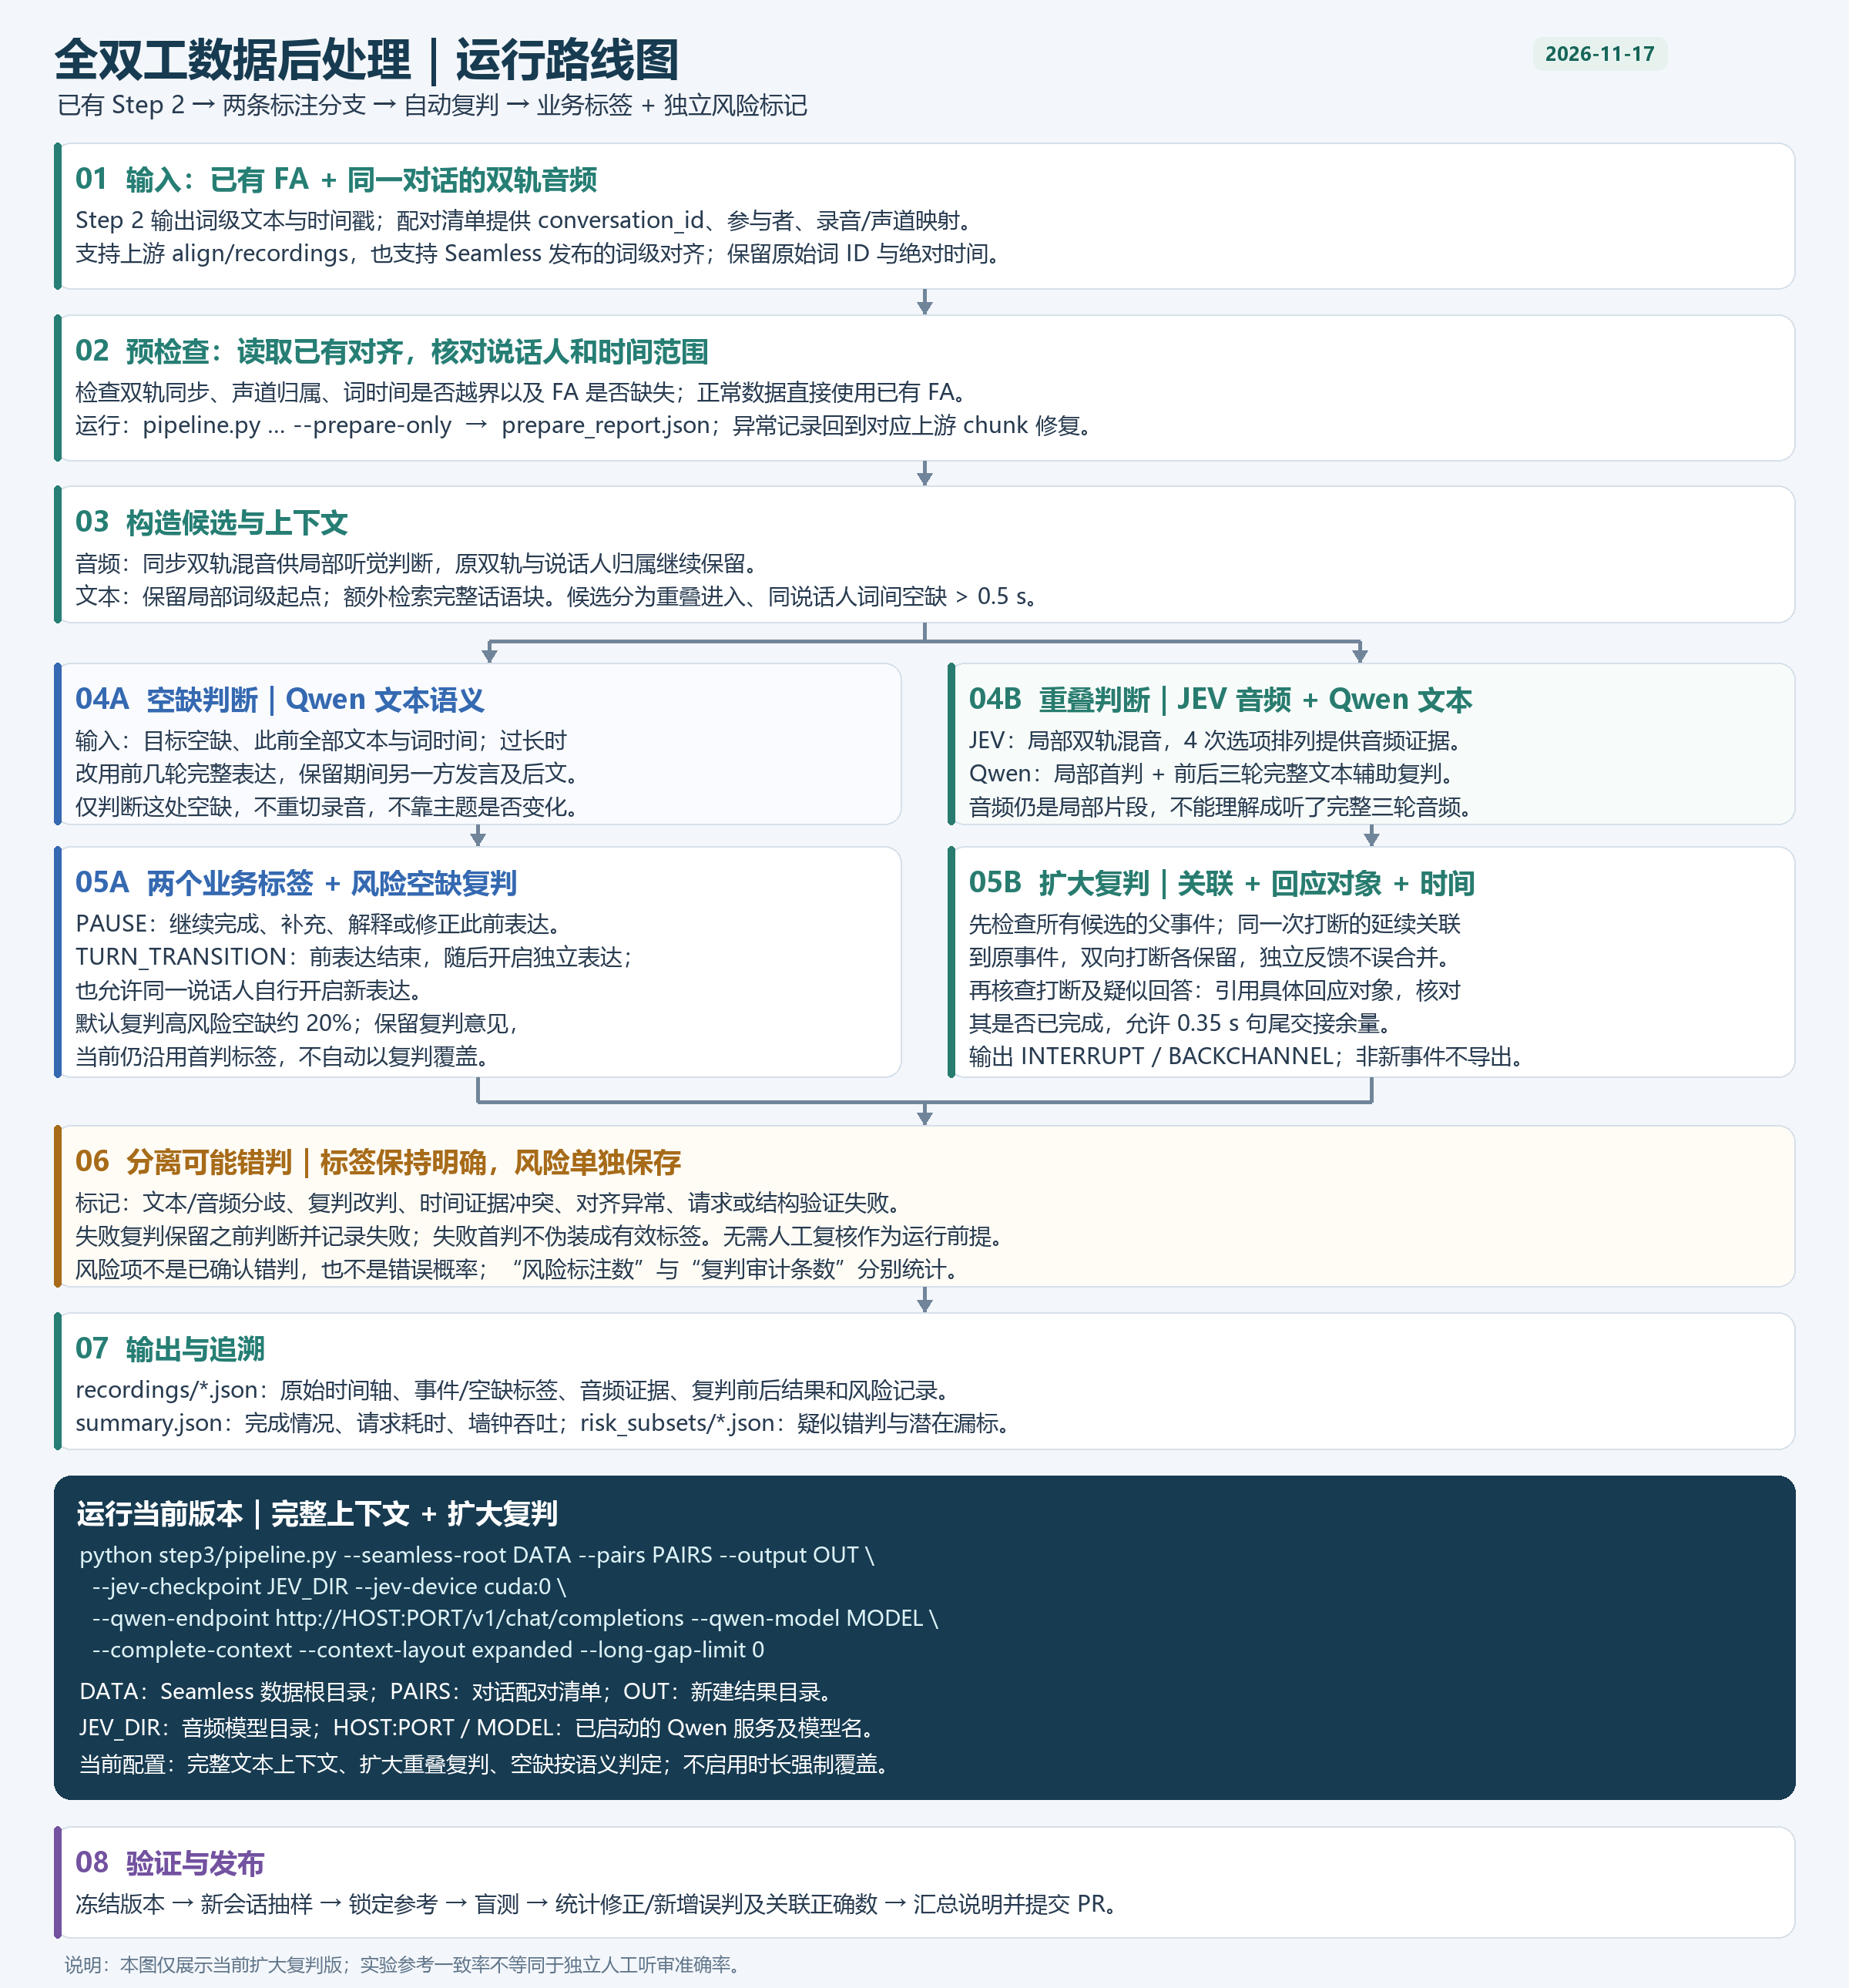 全双工数据后处理｜运行路线图
2026-11-17
已有 Step 2 → 两条标注分支 → 自动复判 → 业务标签 + 独立风险标记
01 输入：已有 FA + 同一对话的双轨音频
Step 2 输出词级文本与时间戳；配对清单提供 conversation_id、参与者、录音/声道映射。
支持上游 align/recordings，也支持 Seamless 发布的词级对齐；保留原始词 ID 与绝对时间。
02 预检查：读取已有对齐，核对说话人和时间范围
检查双轨同步、声道归属、词时间是否越界以及 FA 是否缺失；正常数据直接使用已有 FA。
运行：pipeline.py … --prepare-only → prepare_report.json；异常记录回到对应上游 chunk 修复。
03 构造候选与上下文
音频：同步双轨混音供局部听觉判断，原双轨与说话人归属继续保留。
文本：保留局部词级起点；额外检索完整话语块。候选分为重叠进入、同说话人词间空缺 > 0.5 s。
04A 空缺判断｜Qwen 文本语义
输入：目标空缺、此前全部文本与词时间；过长时
改用前几轮完整表达，保留期间另一方发言及后文。
仅判断这处空缺，不重切录音，不靠主题是否变化。
04B 重叠判断｜JEV 音频 + Qwen 文本
JEV：局部双轨混音，4 次选项排列提供音频证据。
Qwen：局部首判 + 前后三轮完整文本辅助复判。
音频仍是局部片段，不能理解成听了完整三轮音频。
05A 两个业务标签 + 风险空缺复判
PAUSE：继续完成、补充、解释或修正此前表达。
TURN_TRANSITION：前表达结束，随后开启独立表达；
也允许同一说话人自行开启新表达。
默认复判高风险空缺约 20%；保留复判意见，
当前仍沿用首判标签，不自动以复判覆盖。
05B 扩大复判｜关联 + 回应对象 + 时间
先检查所有候选的父事件；同一次打断的延续关联
到原事件，双向打断各保留，独立反馈不误合并。
再核查打断及疑似回答：引用具体回应对象，核对
其是否已完成，允许 0.35 s 句尾交接余量。
输出 INTERRUPT / BACKCHANNEL；非新事件不导出。
06 分离可能错判｜标签保持明确，风险单独保存
标记：文本/音频分歧、复判改判、时间证据冲突、对齐异常、请求或结构验证失败。
失败复判保留之前判断并记录失败；失败首判不伪装成有效标签。无需人工复核作为运行前提。
风险项不是已确认错判，也不是错误概率；“风险标注数”与“复判审计条数”分别统计。
07 输出与追溯
recordings/*.json：原始时间轴、事件/空缺标签、音频证据、复判前后结果和风险记录。
summary.json：完成情况、请求耗时、墙钟吞吐；risk_subsets/*.json：疑似错判与潜在漏标。
运行当前版本｜完整上下文 + 扩大复判
python step3/pipeline.py --seamless-root DATA --pairs PAIRS --output OUT \
--jev-checkpoint JEV_DIR --jev-device cuda:0 \
--qwen-endpoint http://HOST:PORT/v1/chat/completions --qwen-model MODEL \
--complete-context --context-layout expanded --long-gap-limit 0
DATA：Seamless 数据根目录；PAIRS：对话配对清单；OUT：新建结果目录。
JEV_DIR：音频模型目录；HOST:PORT / MODEL：已启动的 Qwen 服务及模型名。
当前配置：完整文本上下文、扩大重叠复判、空缺按语义判定；不启用时长强制覆盖。
08 验证与发布
冻结版本 → 新会话抽样 → 锁定参考 → 盲测 → 统计修正/新增误判及关联正确数 → 汇总说明并提交 PR。
说明：本图仅展示当前扩大复判版；实验参考一致率不等同于独立人工听审准确率。